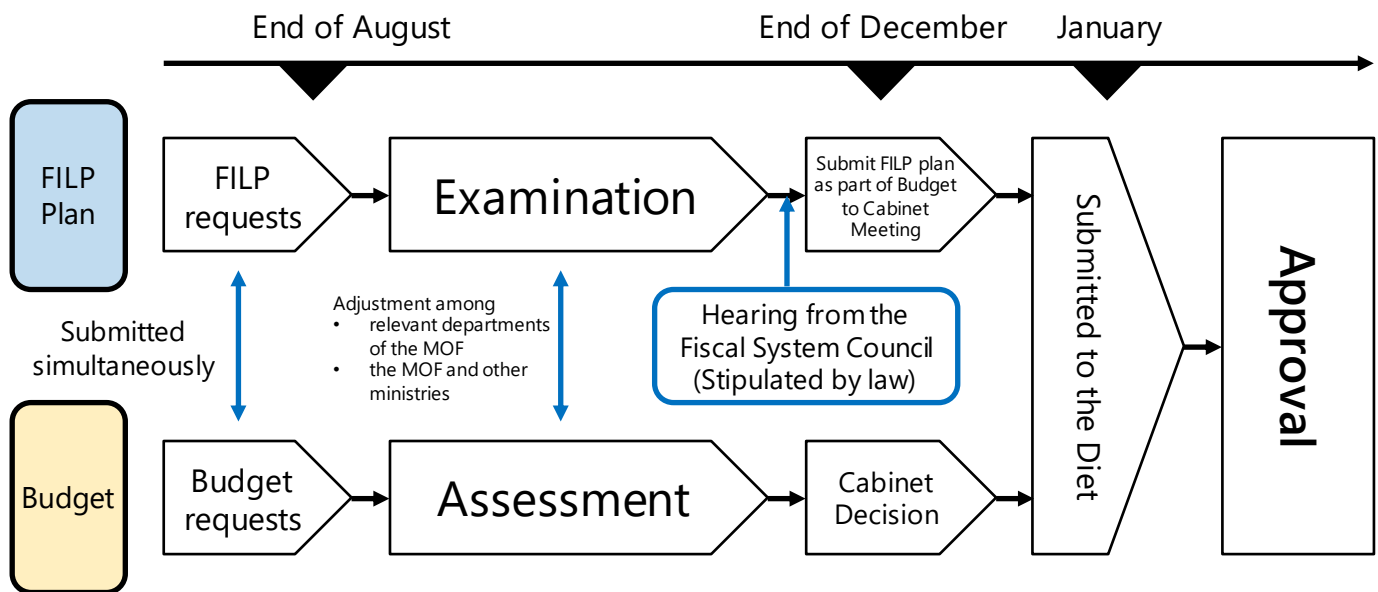 End of August
End of December
January
FILP
Plan
FILP
requests
Examination
Submit FILP plan
as part of Budget
to Cabinet
Meeting
Submitted to the Diet
Approval
Submitted
simultaneously
Adjustment among
• relevant departments
of the MOF
• the MOF and other
ministries
Hearing from the
Fiscal System Council
(Stipulated by law)
Budget
Budget
requests
Assessment
Cabinet
Decision